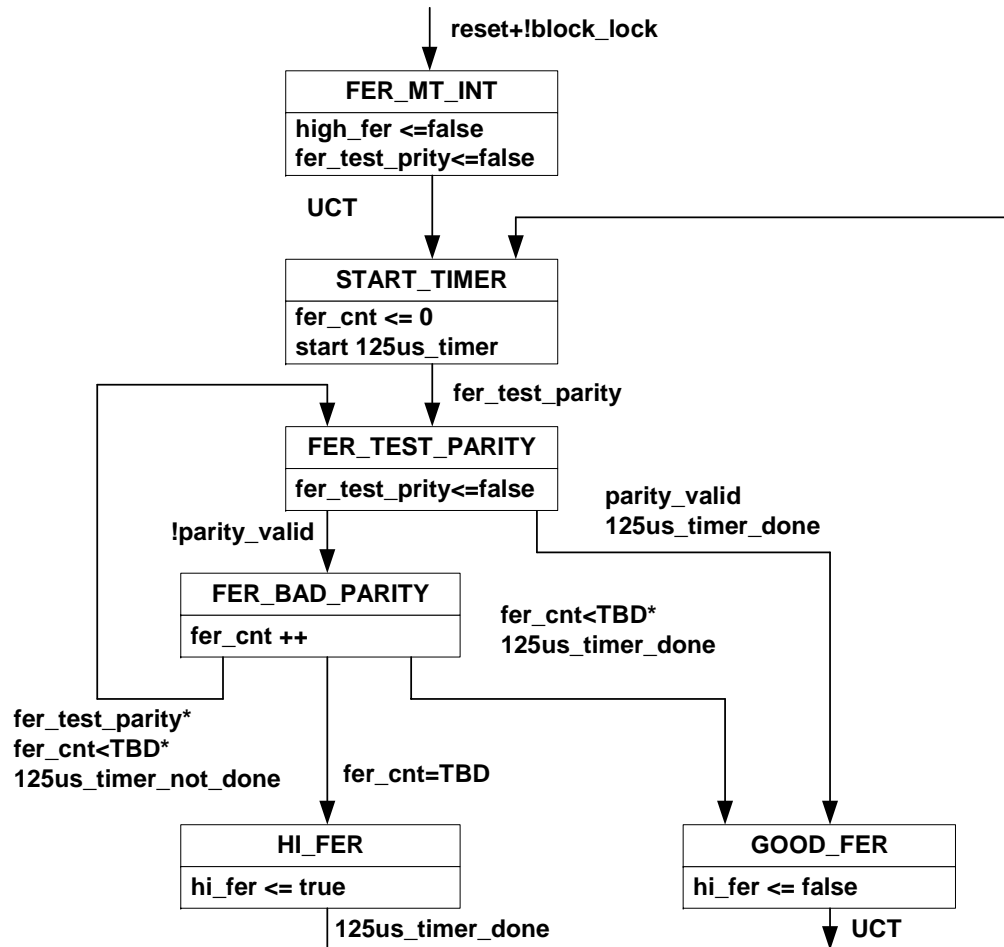 reset+!block_lock
FER_MT_INT
high_fer <=false
fer_test_prity<=false
UCT
START_TIMER
fer_cnt <= 0
start 125us_timer
fer_test_parity
FER_TEST_PARITY
fer_test_prity<=false
parity_valid
125us_timer_done
!parity_valid
FER_BAD_PARITY
fer_cnt ++
fer_cnt<TBD*
125us_timer_done
fer_test_parity*
fer_cnt<TBD*
125us_timer_not_done
fer_cnt=TBD
HI_FER
hi_fer <= true
GOOD_FER
hi_fer <= false
125us_timer_done
UCT